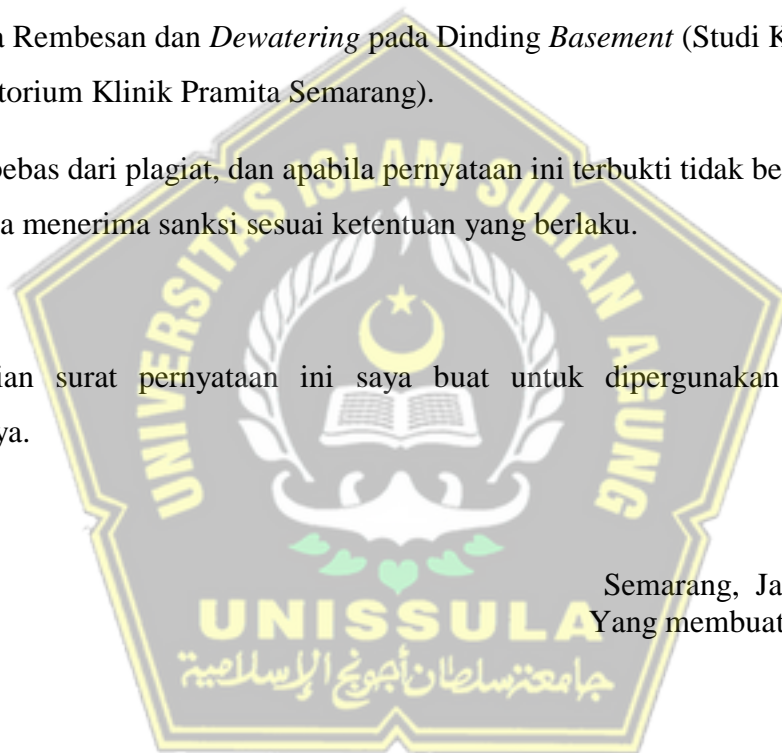 a Rembesan dan Dewatering pada Dinding Basement (Studi K
torium Klinik Pramita Semarang).
bebas dari plagiat, dan apabila pernyataan ini terbukti tidak be
a menerima sanksi sesuai ketentuan yang berlaku.
ian surat pernyataan ini saya buat untuk dipergunakan
ya.
Semarang, Ja
Yang membuat
UNIVERSITAS ISLAM SULTAN AGUNG
UNISSULA
جامعة سلطان أجونج الإسلامية